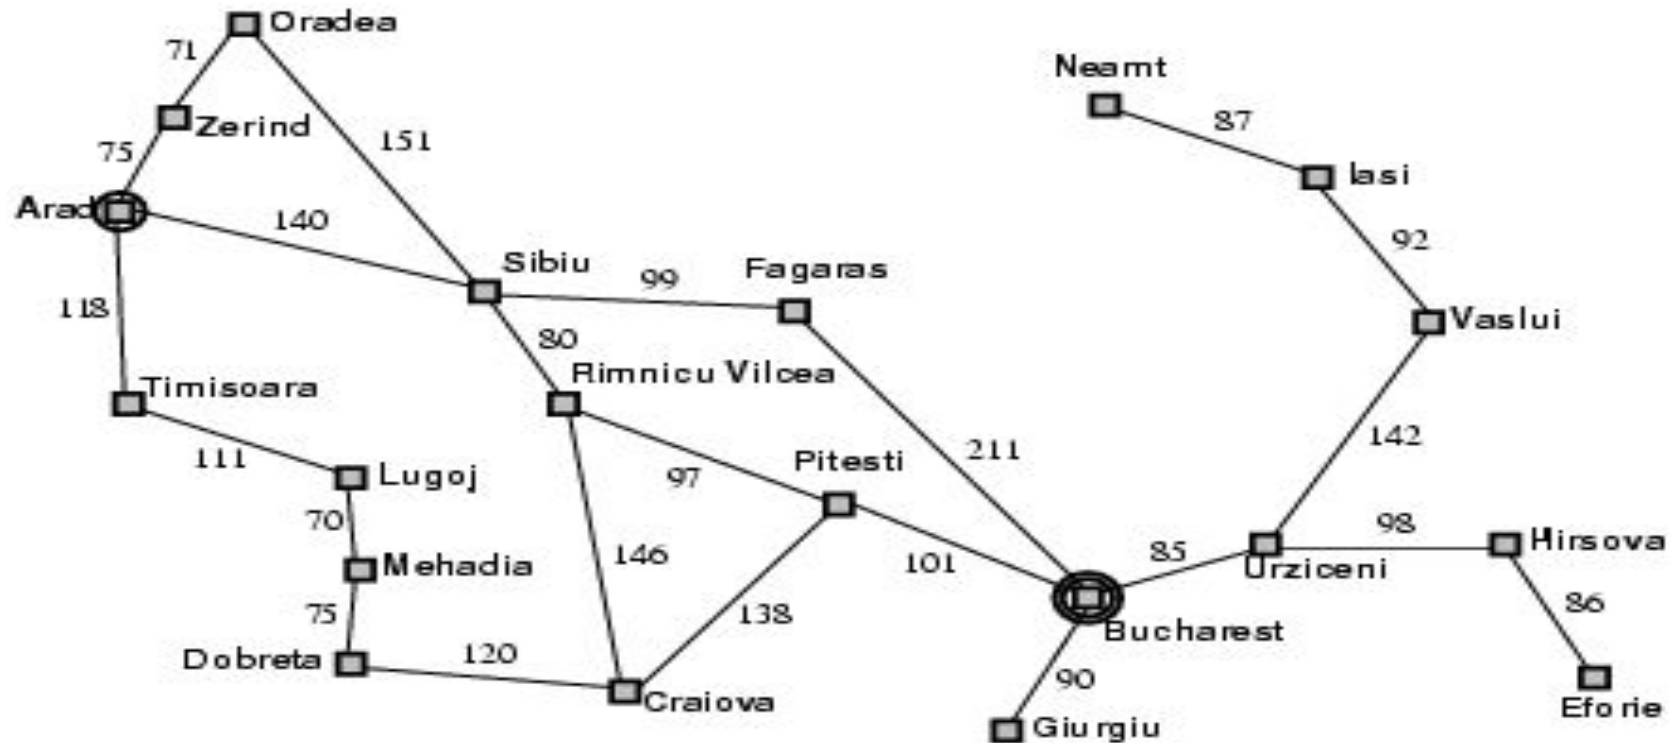 Oradea
71
Neamt
87
Zerind
151
75
Iasi
Arad
140
92
Sibiu
99
Fagaras
118
80
Vaslui
Timisoara
Rimnicu Vilcea
142
211
111
Lugoj
97
Pitesti
70
98
Hirsova
146
101
85
Mehadia
Urziceni
86
75
138
Bucharest
120
Dobreta
90
Craiova
Eforie
Giurgiu